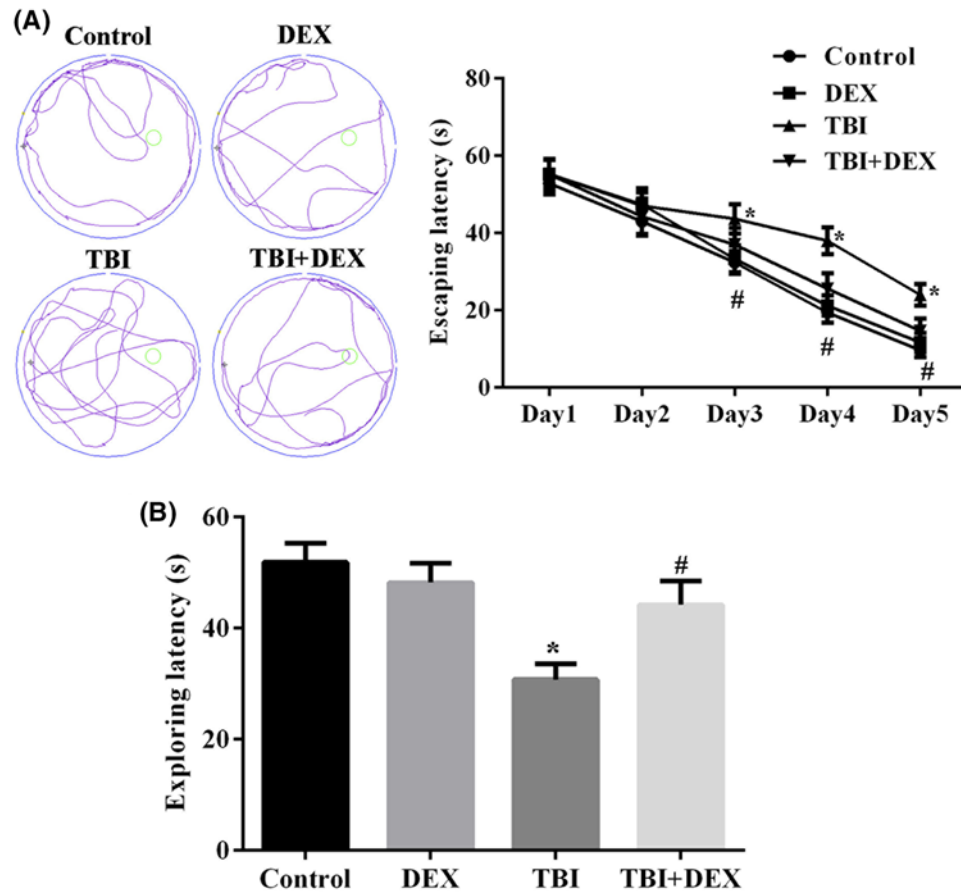 (A)
Control
DEX
TBI
TBI+DEX
Control
DEX
TBI
TBI+DEX
Escaping latency (s)
80
60
40
20
0
*
*
*
#
#
#
Day1 Day2 Day3 Day4 Day5
(B)
Exploring latency (s)
60
40
20
0
*
#
Control DEX TBI TBI+DEX